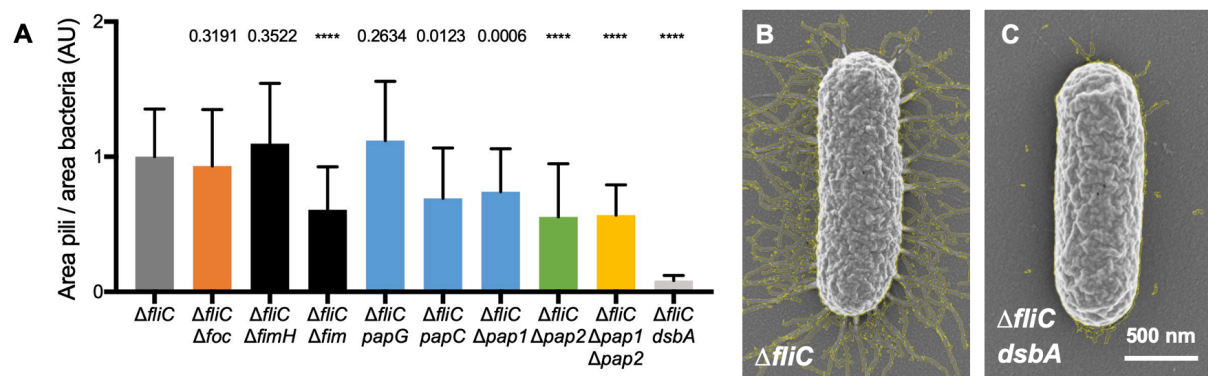 A
Area pili / area bacteria (AU)
2
1
0
0.3191 0.3522 **** 0.2634 0.0123 0.0006 **** **** ****
ΔfliC ΔfliC ΔfliC ΔfliC ΔfliC ΔfliC ΔfliC ΔfliC ΔfliC ΔfliC
Δfoc ΔfimH Δfim papG papC Δpap1 Δpap2 Δpap1 dsbA
Δpap2
B
ΔfliC
C
ΔfliC
dsbA
500 nm